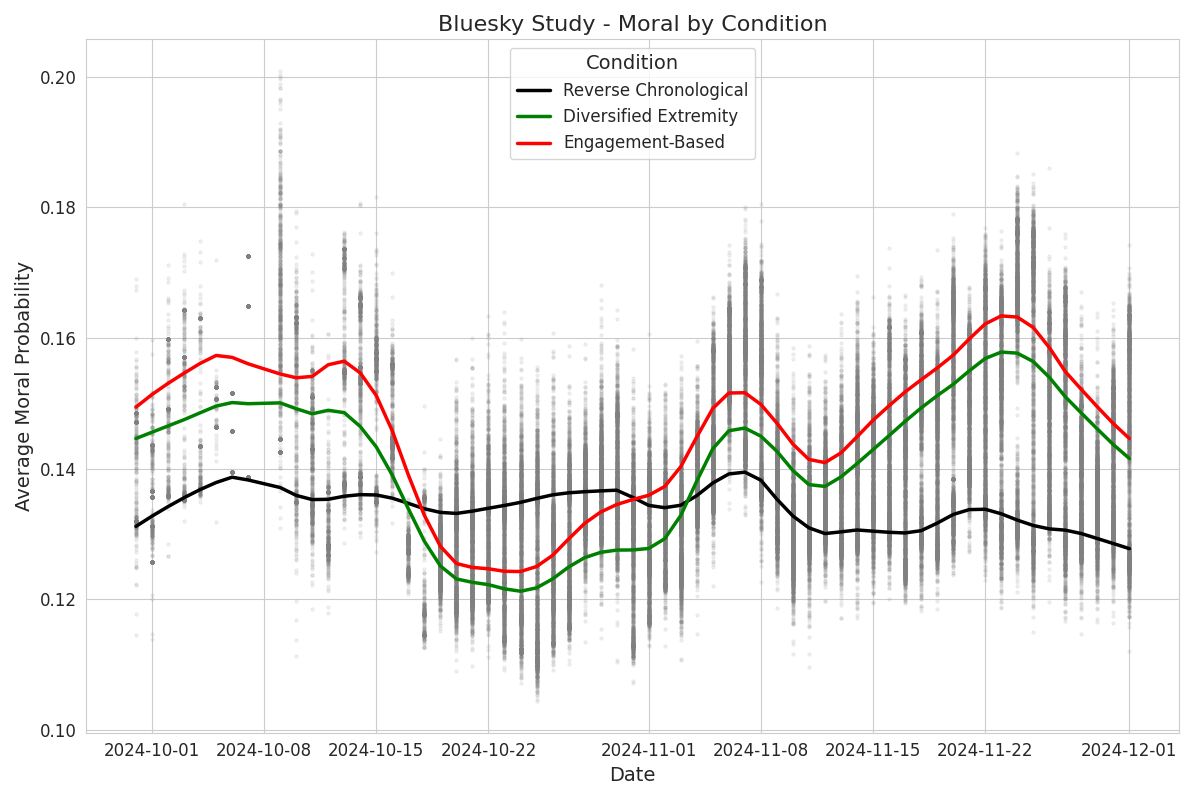 Bluesky Study - Moral by Condition
Condition
Reverse Chronological
Diversified Extremity
Engagement-Based
Average Moral Probability
0.20
0.18
0.16
0.14
0.12
0.10
2024-10-01
2024-10-08
2024-10-15
2024-10-22
2024-11-01
2024-11-08
2024-11-15
2024-11-22
2024-12-01
Date